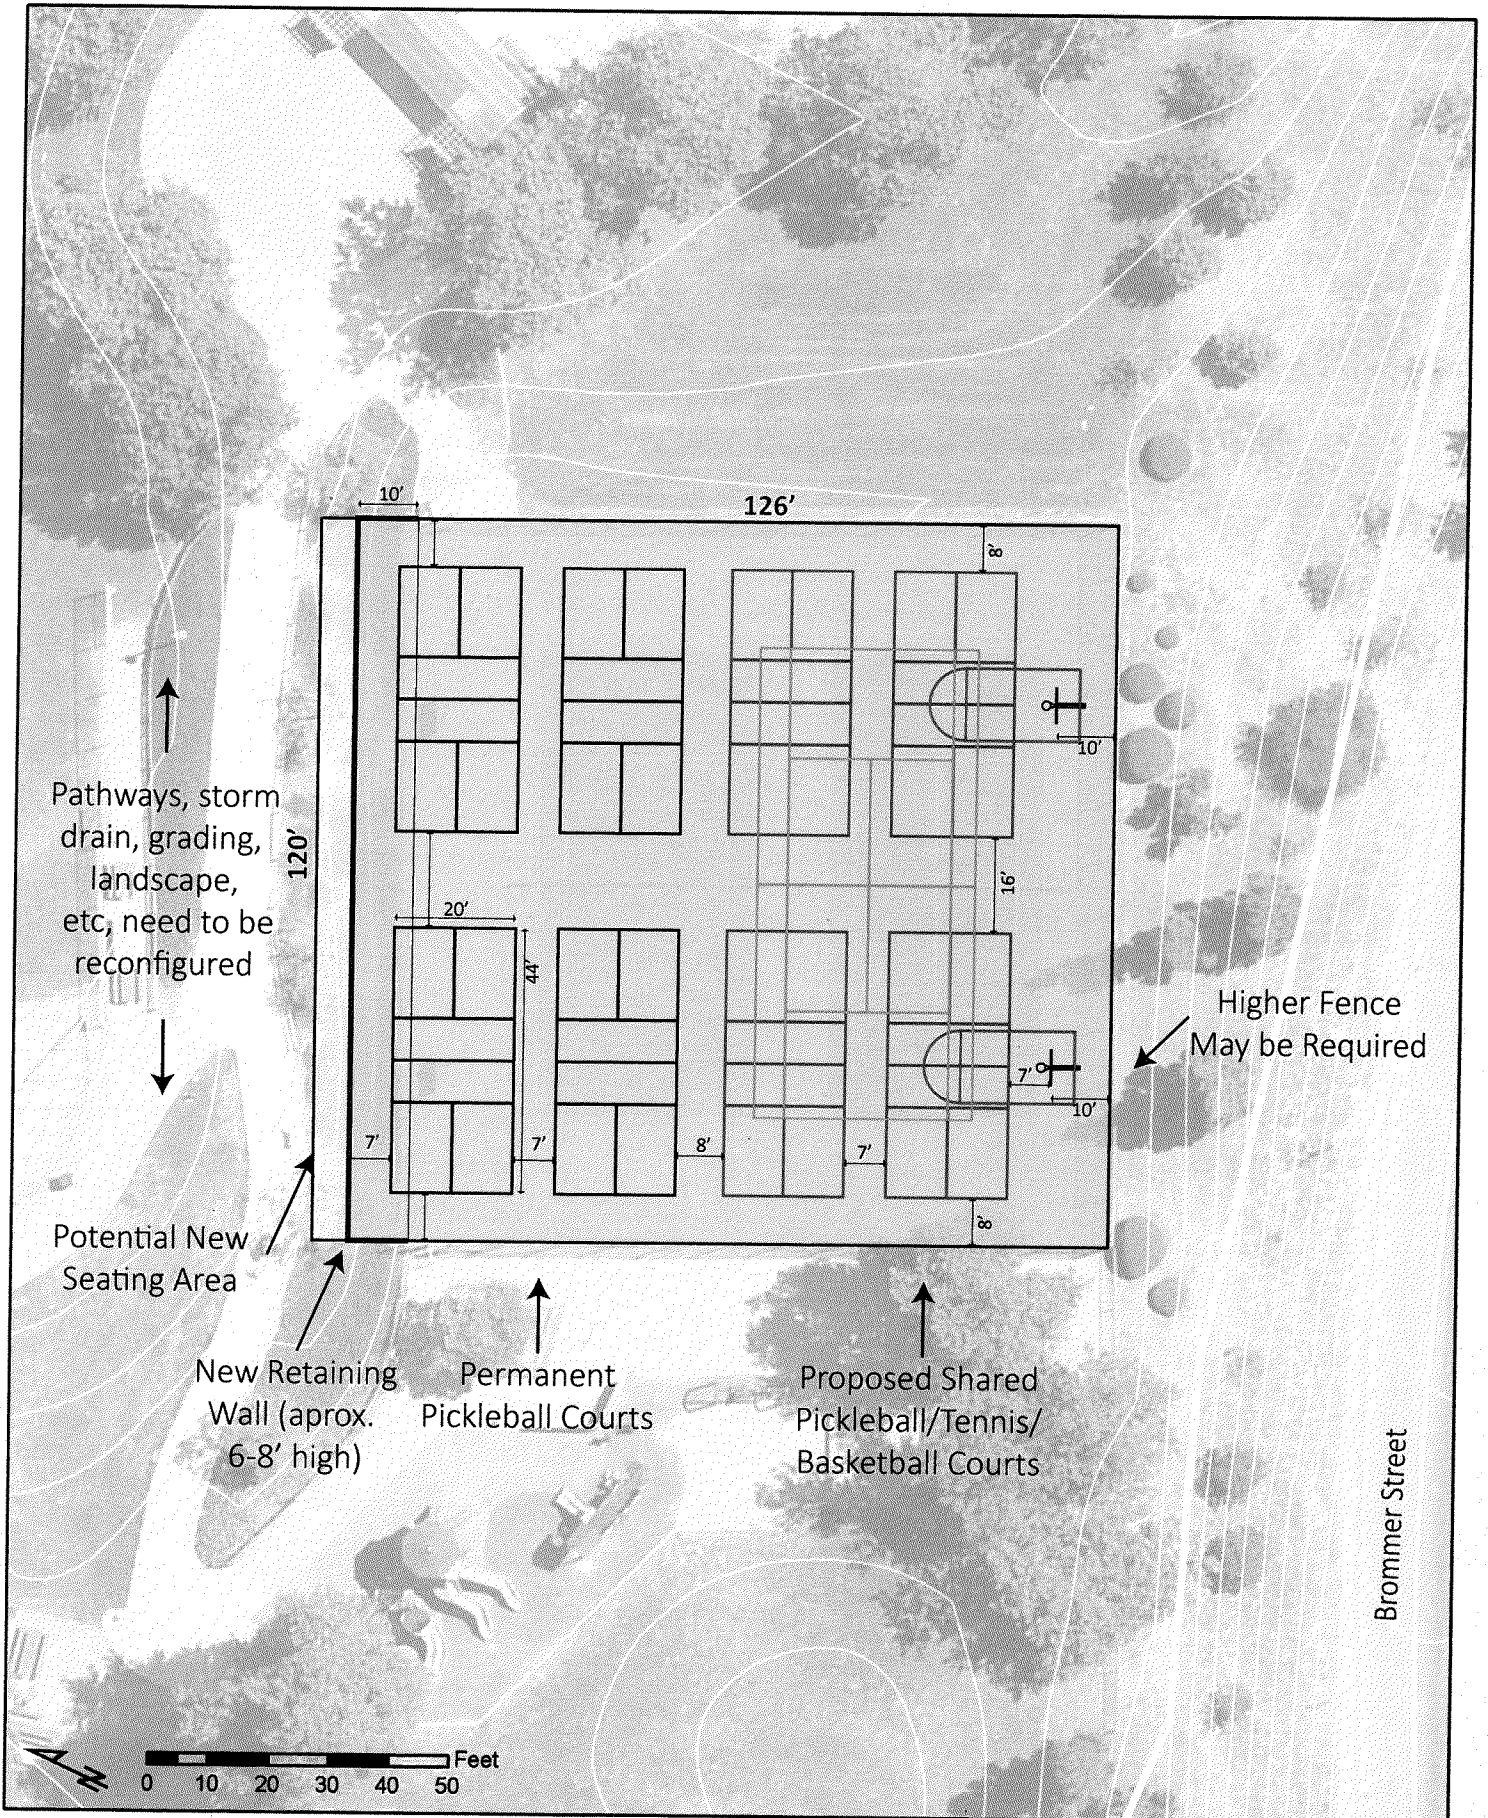 10'
126'
8'
10'
Pathways, storm
drain, grading,
landscape,
etc, need to be
reconfigured
120'
16'
20'
44'
Higher Fence
May be Required
7'
10'
7'
7'
8'
7'
8'
Potential New
Seating Area
New Retaining
Wall (aprox.
6-8' high)
Permanent
Pickleball Courts
Proposed Shared
Pickleball/Tennis/
Basketball Courts
Brommer Street
Feet
0 10 20 30 40 50